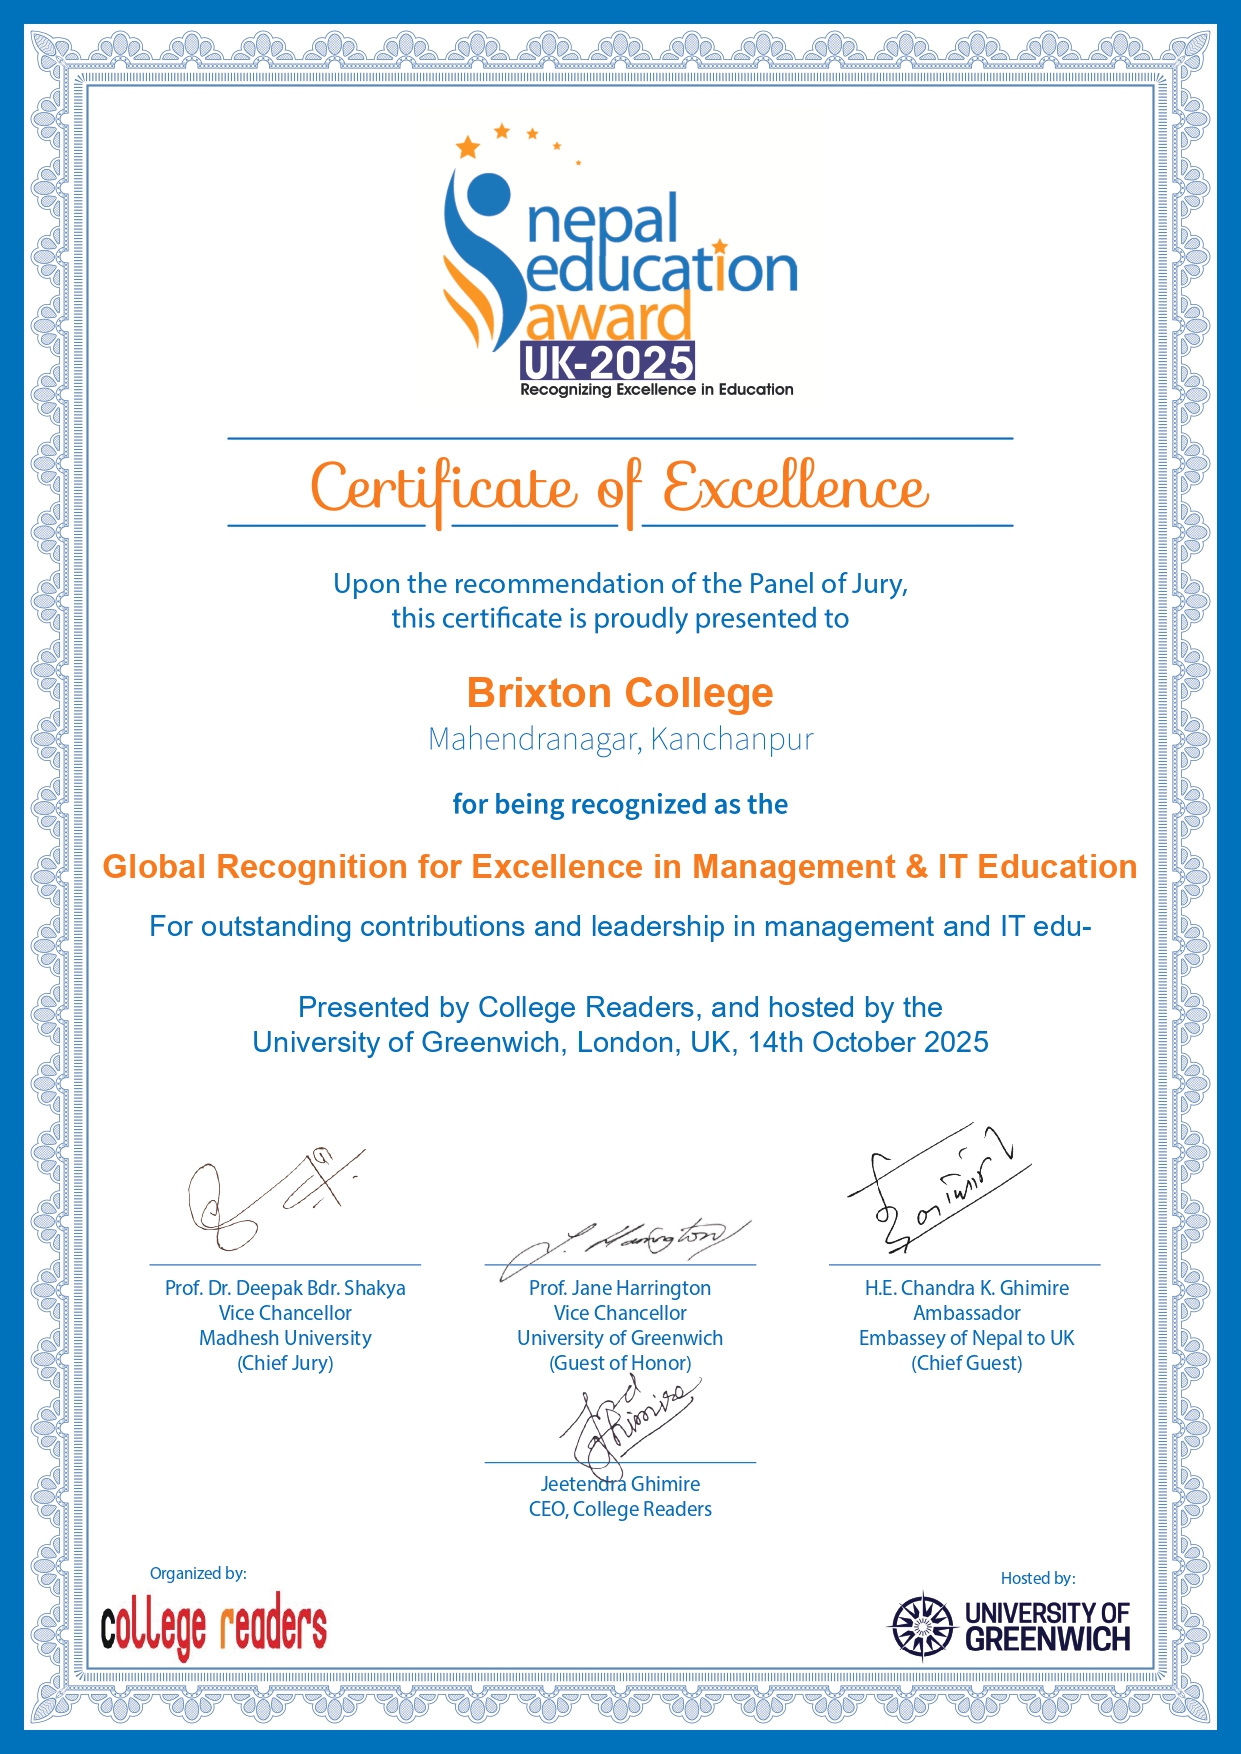 nepal
education
award
UK-2025
Recognizing Excellence in Education
Certificate of Excellence
Upon the recommendation of the Panel of Jury,
this certificate is proudly presented to
Brixton College
Mahendranagar, Kanchanpur
for being recognized as the
Global Recognition for Excellence in Management & IT Education
For outstanding contributions and leadership in management and IT edu-
Presented by College Readers, and hosted by the
University of Greenwich, London, UK, 14th October 2025
J. Harrington
Prof. Dr. Deepak Bdr. Shakya
Vice Chancellor
Madhesh University
(Chief Jury)
Prof. Jane Harrington
Vice Chancellor
University of Greenwich
(Guest of Honor)
H.E. Chandra K. Ghimire
Ambassador
Embassey of Nepal to UK
(Chief Guest)
Ghimire
Jeetendra Ghimire
CEO, College Readers
Organized by:
college readers
Hosted by:
UNIVERSITY OF
GREENWICH